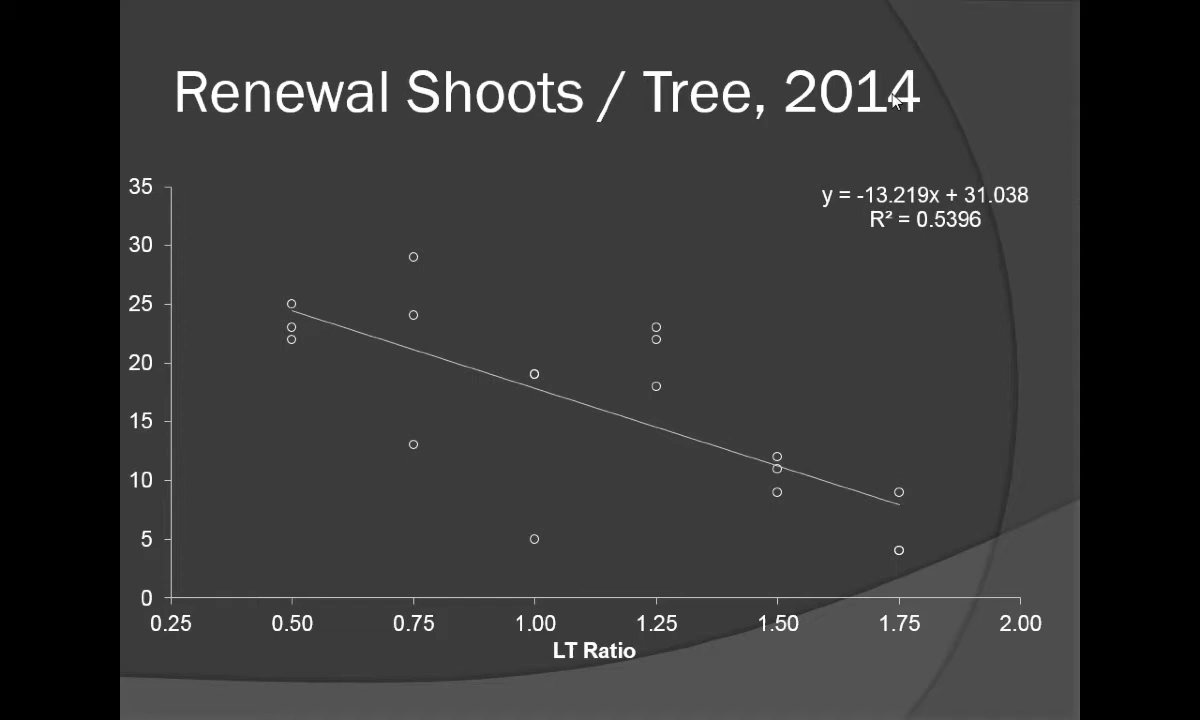 Renewal Shoots / Tree, 2014
y = -13.219x + 31.038
R² = 0.5396
35
30
25
20
15
10
5
0
0.25 0.50 0.75 1.00 1.25 1.50 1.75 2.00
LT Ratio